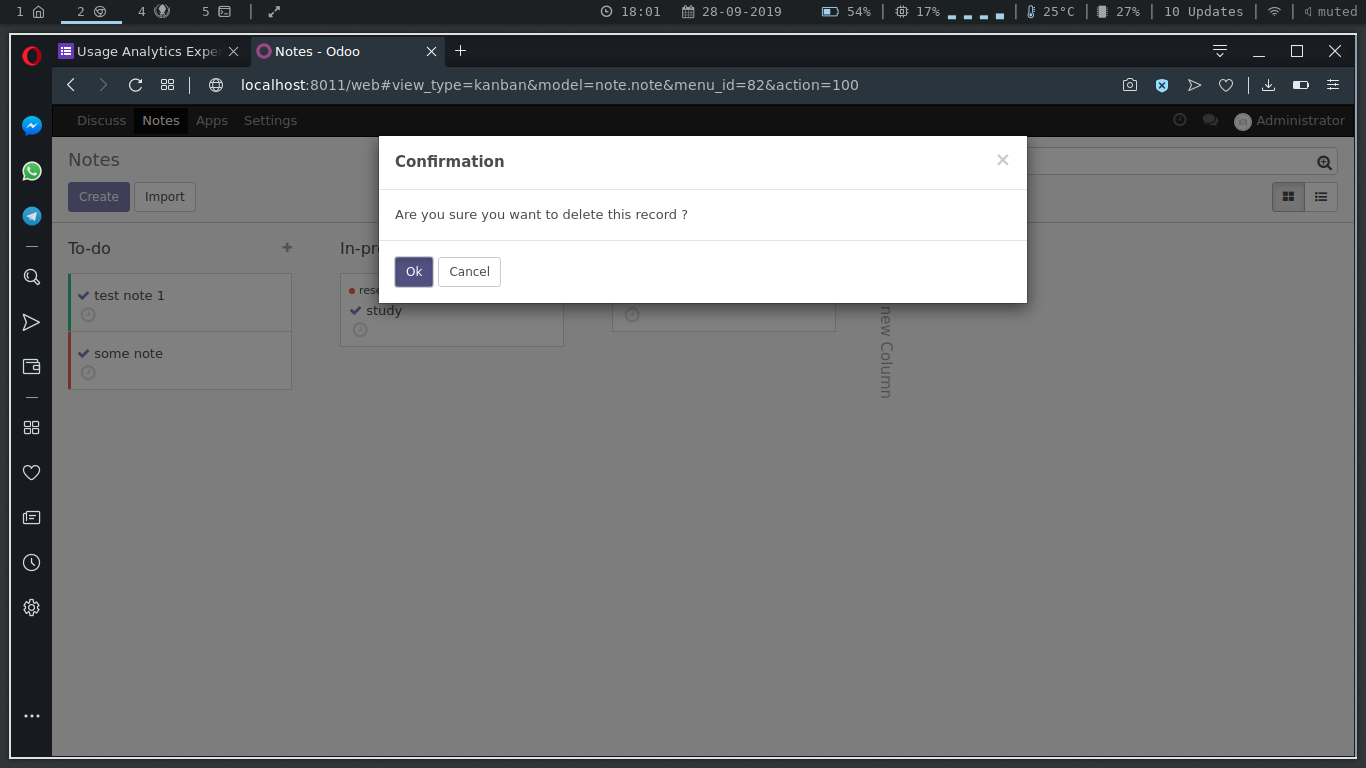 1 2 4 5 18:01 28-09-2019 54% 17% 25°C 27% 10 Updates muted
Usage Analytics Expe
Notes - Odoo
localhost:8011/web#view_type=kanban&model=note.note&menu_id=82&action=100
Discuss Notes Apps Settings Administrator
Notes
Create Import
Confirmation
Are you sure you want to delete this record ?
Ok Cancel
To-do
test note 1
some note
In-pr
rese
study
new Column